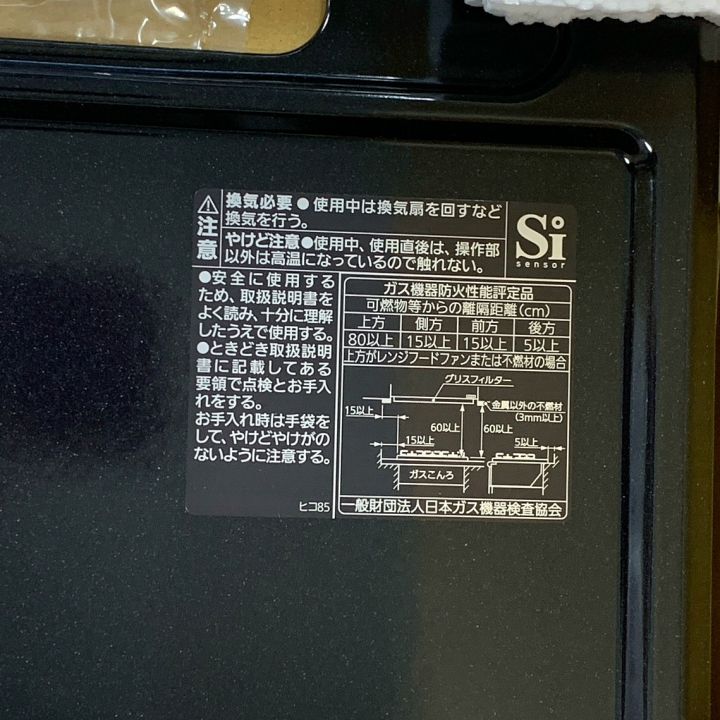 注意
換気必要 ● 使用中は換気扇を回すなど
換気を行う。
やけど注意●使用中、使用直後は、操作部
以外は高温になっているので触れない。
Si
sensor
●安全に使用する
ため、取扱説明書を
よく読み、十分に理解
したうえで使用する。
●ときどき取扱説明
書に記載してある
要領で点検とお手入
れをする。
お手入れ時は手袋を
して、やけどやけがの
ないように注意する。
ヒコ85
ガス機器防火性能評定品
可燃物等からの離隔距離(cm)
上方 側方 前方 後方
80以上 15以上 15以上 5以上
上方がレンジフードファンまたは不燃材の場合
グリスフィルター
金属以外の不燃材
(3mm以上)
15以上
60以上 60以上
15以上 5以上
ガスこんろ
一般財団法人日本ガス機器検査協会